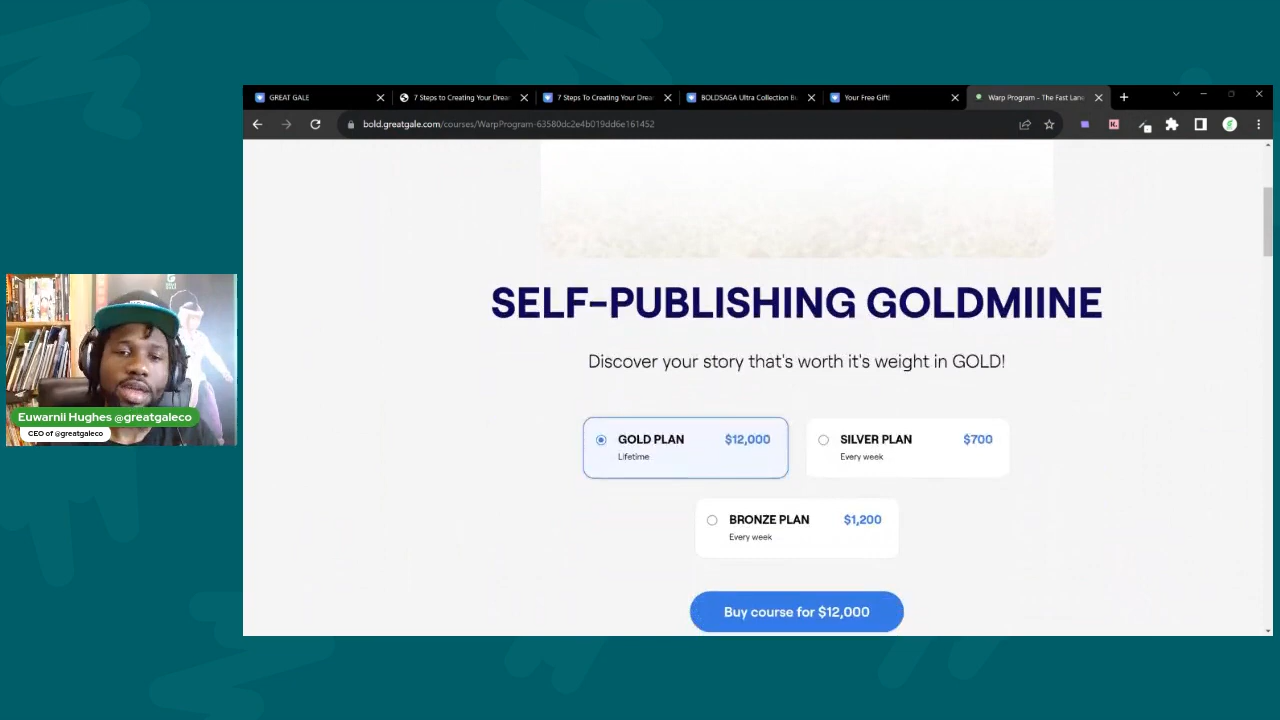 GREAT GALE
7 Steps to Creating Your Drea
7 Steps To Creating Your Drea
BOLDSAGA Ultra Collection B
Your Free Gift!
Warp Program - The Fast Lane
bold.greatgale.com/courses/WarpProgram-63580dc2e4b019dd6e161452
SELF-PUBLISHING GOLDMIINE
Discover your story that's worth it's weight in GOLD!
GOLD PLAN $12,000
Lifetime
SILVER PLAN $700
Every week
BRONZE PLAN $1,200
Every week
Buy course for $12,000
Euwarnii Hughes @greatgaleco
CEO of @greatgaleco